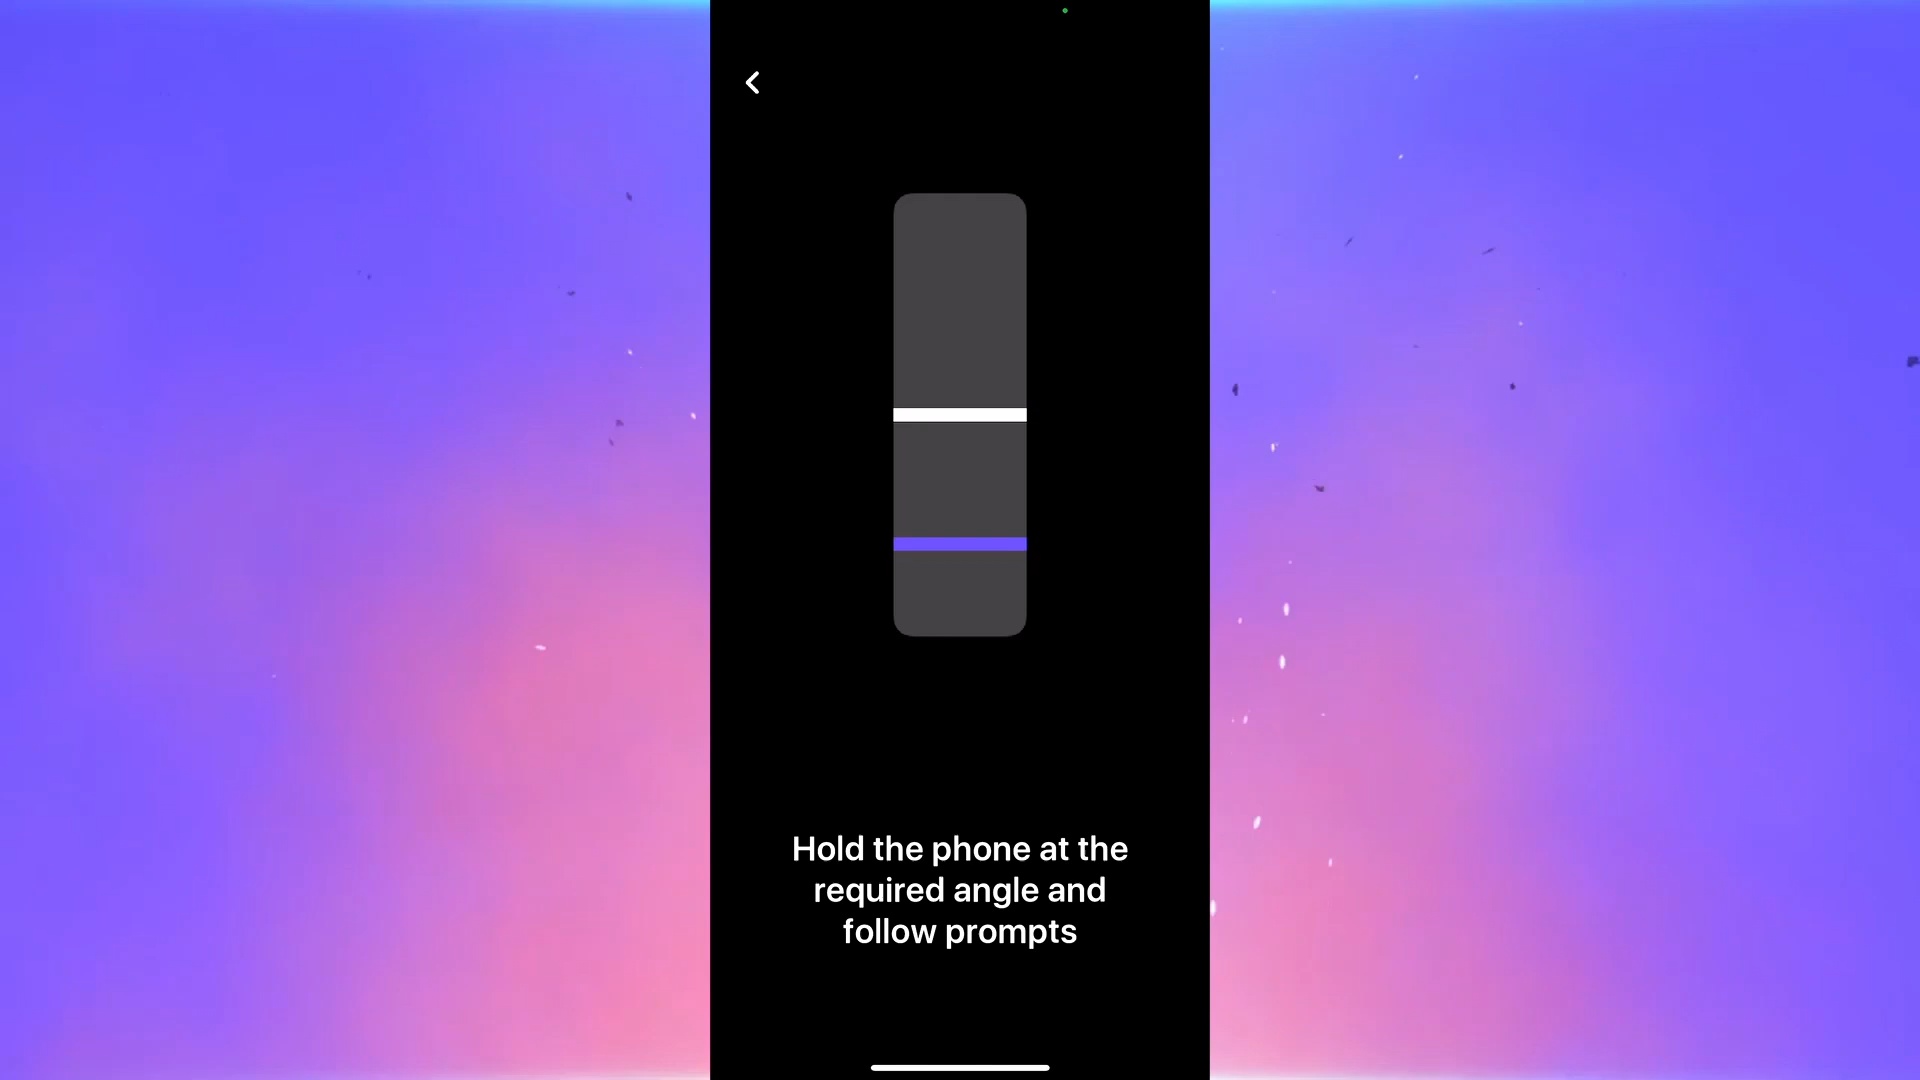 Hold the phone at the
required angle and
follow prompts